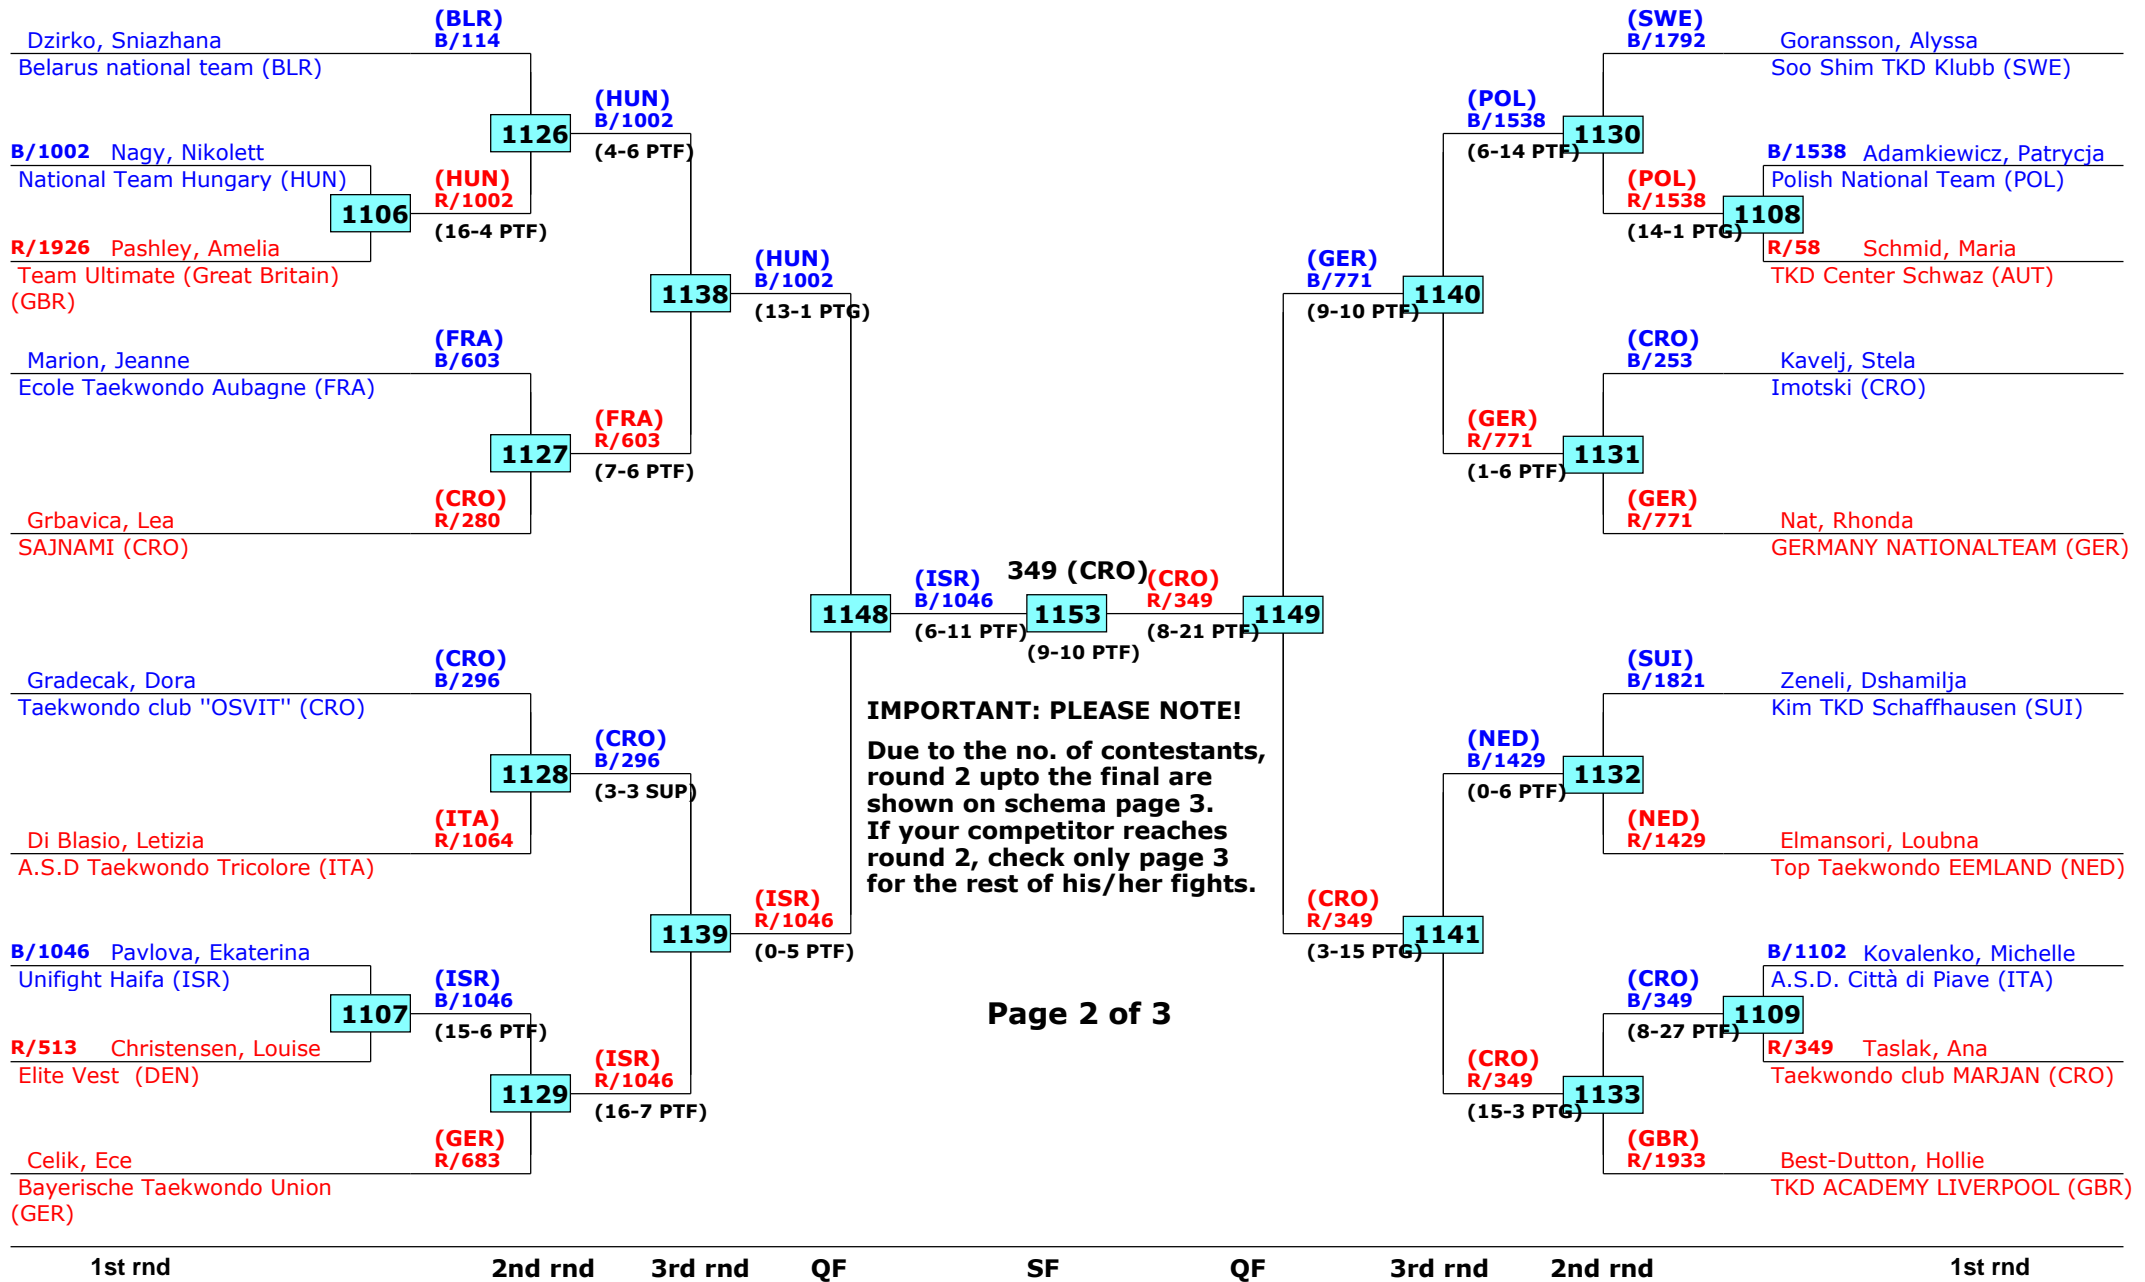 (BLR)
B/114
Dzirko, Sniazhana
Belarus national team (BLR)
1126
(HUN)
B/1002
(4-6 PTF)
B/1002 Nagy, Nikolett
National Team Hungary (HUN)
1106
(HUN)
R/1002
(16-4 PTF)
R/1926 Pashley, Amelia
Team Ultimate (Great Britain)
(GBR)
1138
(HUN)
B/1002
(13-1 PTG)
(FRA)
B/603
Marion, Jeanne
Ecole Taekwondo Aubagne (FRA)
1127
(FRA)
R/603
(7-6 PTF)
(CRO)
R/280
Grbavica, Lea
SAJNAMI (CRO)
1148
(ISR)
B/1046
(6-11 PTF)
349 (CRO)
1153
(9-10 PTF)
(CRO)
R/349
(8-21 PTF)
1149
(CRO)
B/296
Gradecak, Dora
Taekwondo club "OSVIT" (CRO)
1128
(CRO)
B/296
(3-3 SUP)
(ITA)
R/1064
Di Blasio, Letizia
A.S.D Taekwondo Tricolore (ITA)
1139
(ISR)
R/1046
(0-5 PTF)
B/1046 Pavlova, Ekaterina
Unifight Haifa (ISR)
1107
(ISR)
B/1046
(15-6 PTF)
R/513 Christensen, Louise
Elite Vest (DEN)
1129
(ISR)
R/1046
(16-7 PTF)
(GER)
R/683
Celik, Ece
Bayerische Taekwondo Union
(GER)
IMPORTANT: PLEASE NOTE!
Due to the no. of contestants,
round 2 upto the final are
shown on schema page 3.
If your competitor reaches
round 2, check only page 3
for the rest of his/her fights.
Page 2 of 3
(SWE)
B/1792
Goransson, Alyssa
Soo Shim TKD Klubb (SWE)
(POL)
B/1538
(6-14 PTF)
1130
B/1538 Adamkiewicz, Patrycja
Polish National Team (POL)
(POL)
R/1538
(14-1 PTG)
1108
R/58 Schmid, Maria
TKD Center Schwaz (AUT)
(GER)
B/771
(9-10 PTF)
1140
(CRO)
B/253
Kavelj, Stela
Imotski (CRO)
(GER)
R/771
(1-6 PTF)
1131
(GER)
R/771
Nat, Rhonda
GERMANY NATIONALTEAM (GER)
(SUI)
B/1821
Zeneli, Dshamilja
Kim TKD Schaffhausen (SUI)
(NED)
B/1429
(0-6 PTF)
1132
(NED)
R/1429
Elmansori, Loubna
Top Taekwondo EEMLAND (NED)
(CRO)
R/349
(3-15 PTG)
1141
B/1102 Kovalenko, Michelle
A.S.D. Città di Piave (ITA)
(CRO)
B/349
(8-27 PTF)
1109
R/349 Taslak, Ana
Taekwondo club MARJAN (CRO)
(CRO)
R/349
(15-3 PTG)
1133
(GBR)
R/1933
Best-Dutton, Hollie
TKD ACADEMY LIVERPOOL (GBR)
1st rnd 2nd rnd 3rd rnd QF SF QF 3rd rnd 2nd rnd 1st rnd